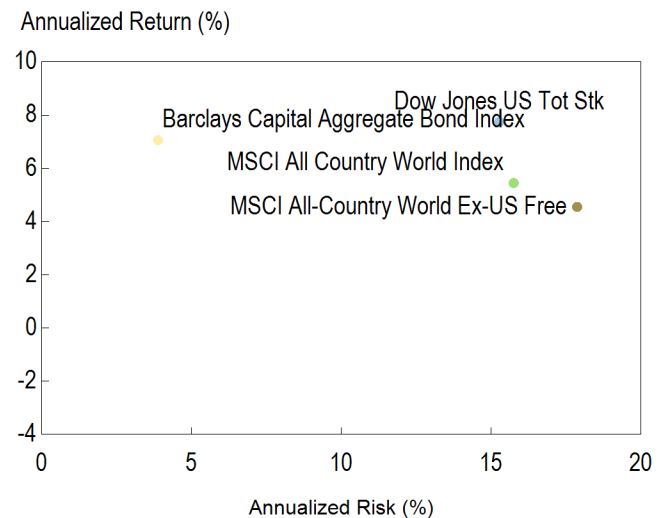 Annualized Return (%)
10
Dow Jones US Tot Stk
8
Barclays Capital Aggregate Bond Index
MSCI All Country World Index
6
MSCI All-Country World Ex-US Free
4
2
0
-2
-4
0 5 10 15 20
Annualized Risk (%)